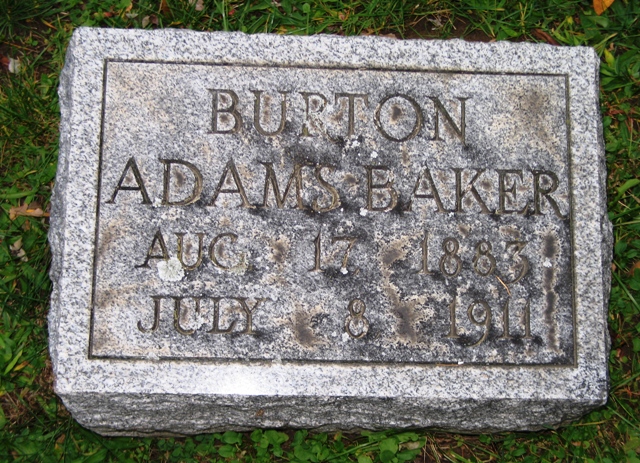 BURTON
ADAMS BAKER
AUG 17 1883
JULY 8 1911